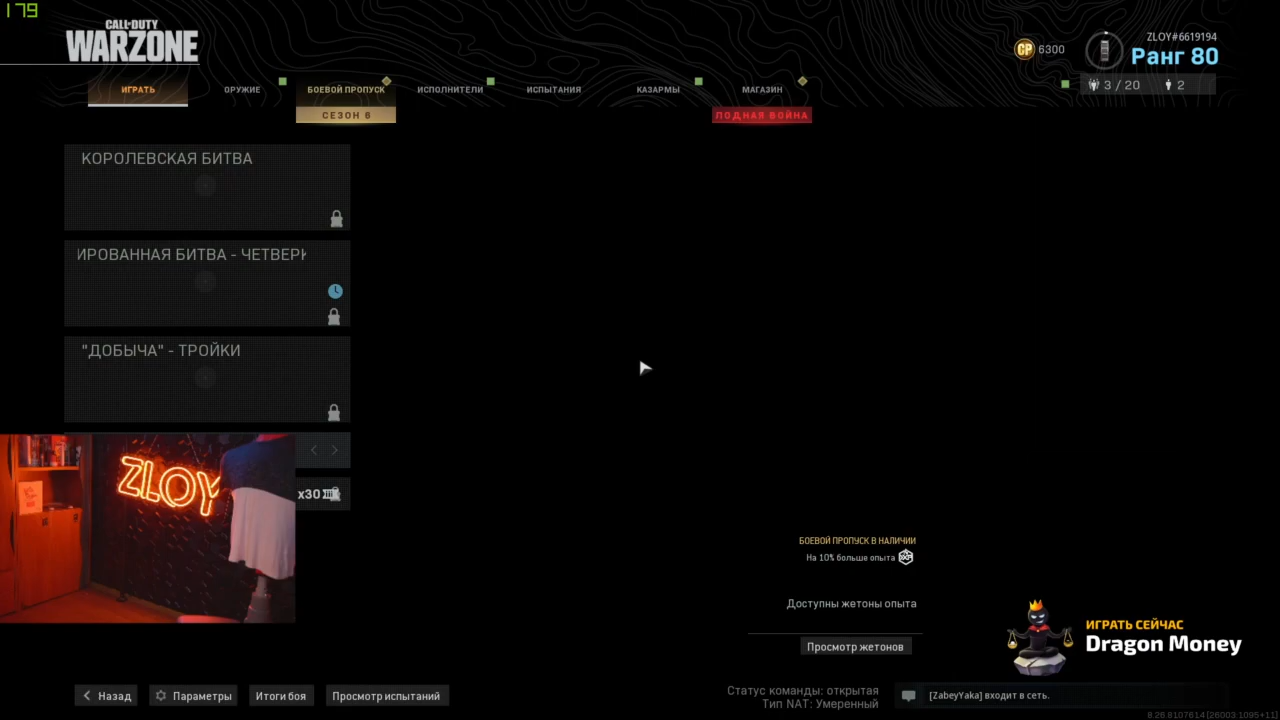 179
CALL OF DUTY
WARZONE
CP 6300
ZLOY#6619194
Ранг 80
3 / 20
2
ИГРАТЬ
ОРУЖИЕ
БОЕВОЙ ПРОПУСК
ИСПОЛНИТЕЛИ
ИСПЫТАНИЯ
КАЗАРМЫ
МАГАЗИН
СЕЗОН 6
ЛОДНАЯ ВОЙНА
КОРОЛЕВСКАЯ БИТВА
ИРОВАННАЯ БИТВА - ЧЕТВЕРК
"ДОБЫЧА" - ТРОЙКИ
ZLOY
x30
БОЕВОЙ ПРОПУСК В НАЛИЧИИ
На 10% больше опыта
Доступны жетоны опыта
Просмотр жетонов
ИГРАТЬ СЕЙЧАС
Dragon Money
Назад
Параметры
Итоги боя
Просмотр испытаний
Статус команды: открытая
Тип NAT: Умеренный
[ZabeyYaka] входит в сеть.